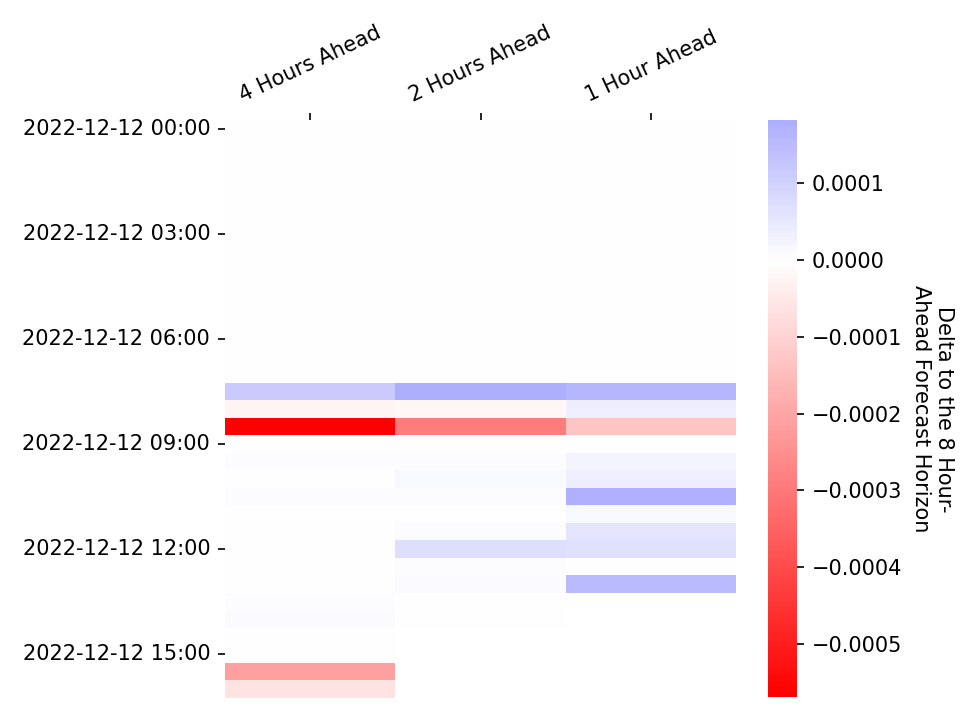 4 Hours Ahead
2 Hours Ahead
1 Hour Ahead
2022-12-12 00:00
2022-12-12 03:00
2022-12-12 06:00
2022-12-12 09:00
2022-12-12 12:00
2022-12-12 15:00
0.0001
0.0000
−0.0001
−0.0002
−0.0003
−0.0004
−0.0005
Delta to the 8 Hour-
Ahead Forecast Horizon